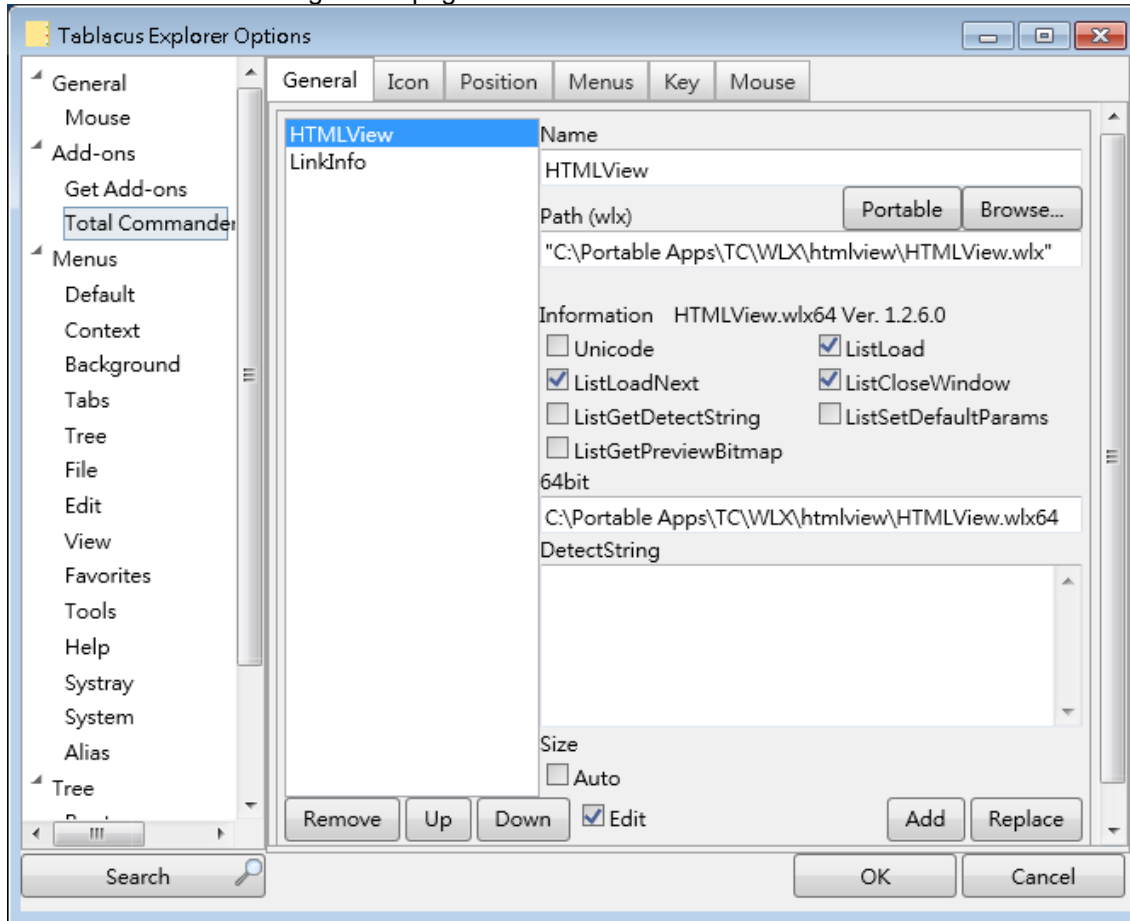 Tablacus Explorer Options
General
Mouse
Add-ons
Get Add-ons
Total Commander
Menus
Default
Context
Background
Tabs
Tree
File
Edit
View
Favorites
Tools
Help
Systray
System
Alias
Tree
Search
General Icon Position Menus Key Mouse
HTMLView
LinkInfo
Name
HTMLView
Path (wlx) Portable Browse...
"C:\Portable Apps\TC\WLX\htmlview\HTMLView.wlx"
Information HTMLView.wlx64 Ver. 1.2.6.0
Unicode ListLoad
ListLoadNext ListCloseWindow
ListGetDetectString ListSetDefaultParams
ListGetPreviewBitmap
64bit
C:\Portable Apps\TC\WLX\htmlview\HTMLView.wlx64
DetectString
Size
Auto
Remove Up Down Edit Add Replace
OK Cancel